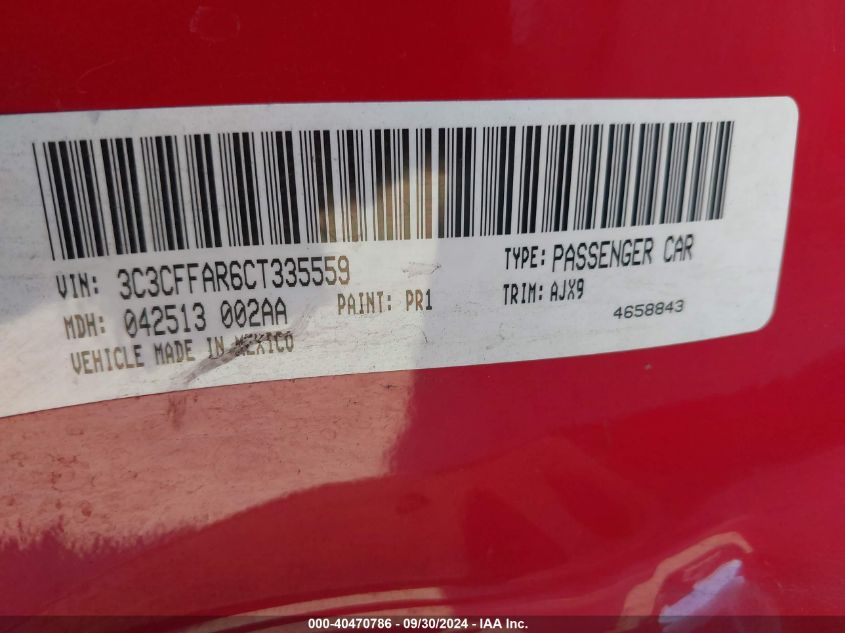 VIN: 3C3CFFAR6CT335559 TYPE: PASSENGER CAR
MDH: 042513 002AA PAINT: PR1 TRIM: AJX9 4658843
VEHICLE MADE IN MEXICO
000-40470786 - 09/30/2024 - IAA Inc.